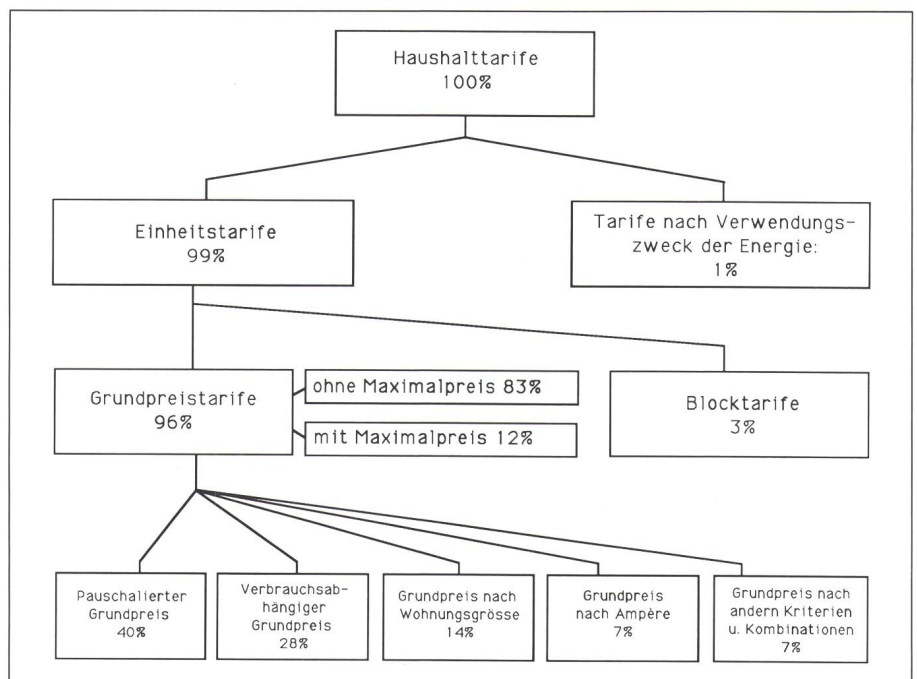 Haushalttarife
100%
Einheitstarife
99%
Tarife nach Verwendungs-
zweck der Energie:
1%
Grundpreistarife
96%
ohne Maximalpreis 83%
mit Maximalpreis 12%
Blocktarife
3%
Pauschalierter
Grundpreis
40%
Verbrauchsab-
hängiger
Grundpreis
28%
Grundpreis nach
Wohnungsgrösse
14%
Grundpreis
nach Ampère
7%
Grundpreis nach
andern Kriterien
u. Kombinationen
7%